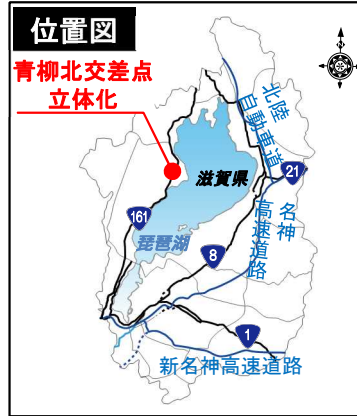 位置図
青柳北交差点
立体化
N
北陸
自動車道
滋賀県
21
161
琵琶湖
8
名神
高速道路
1
新名神高速道路